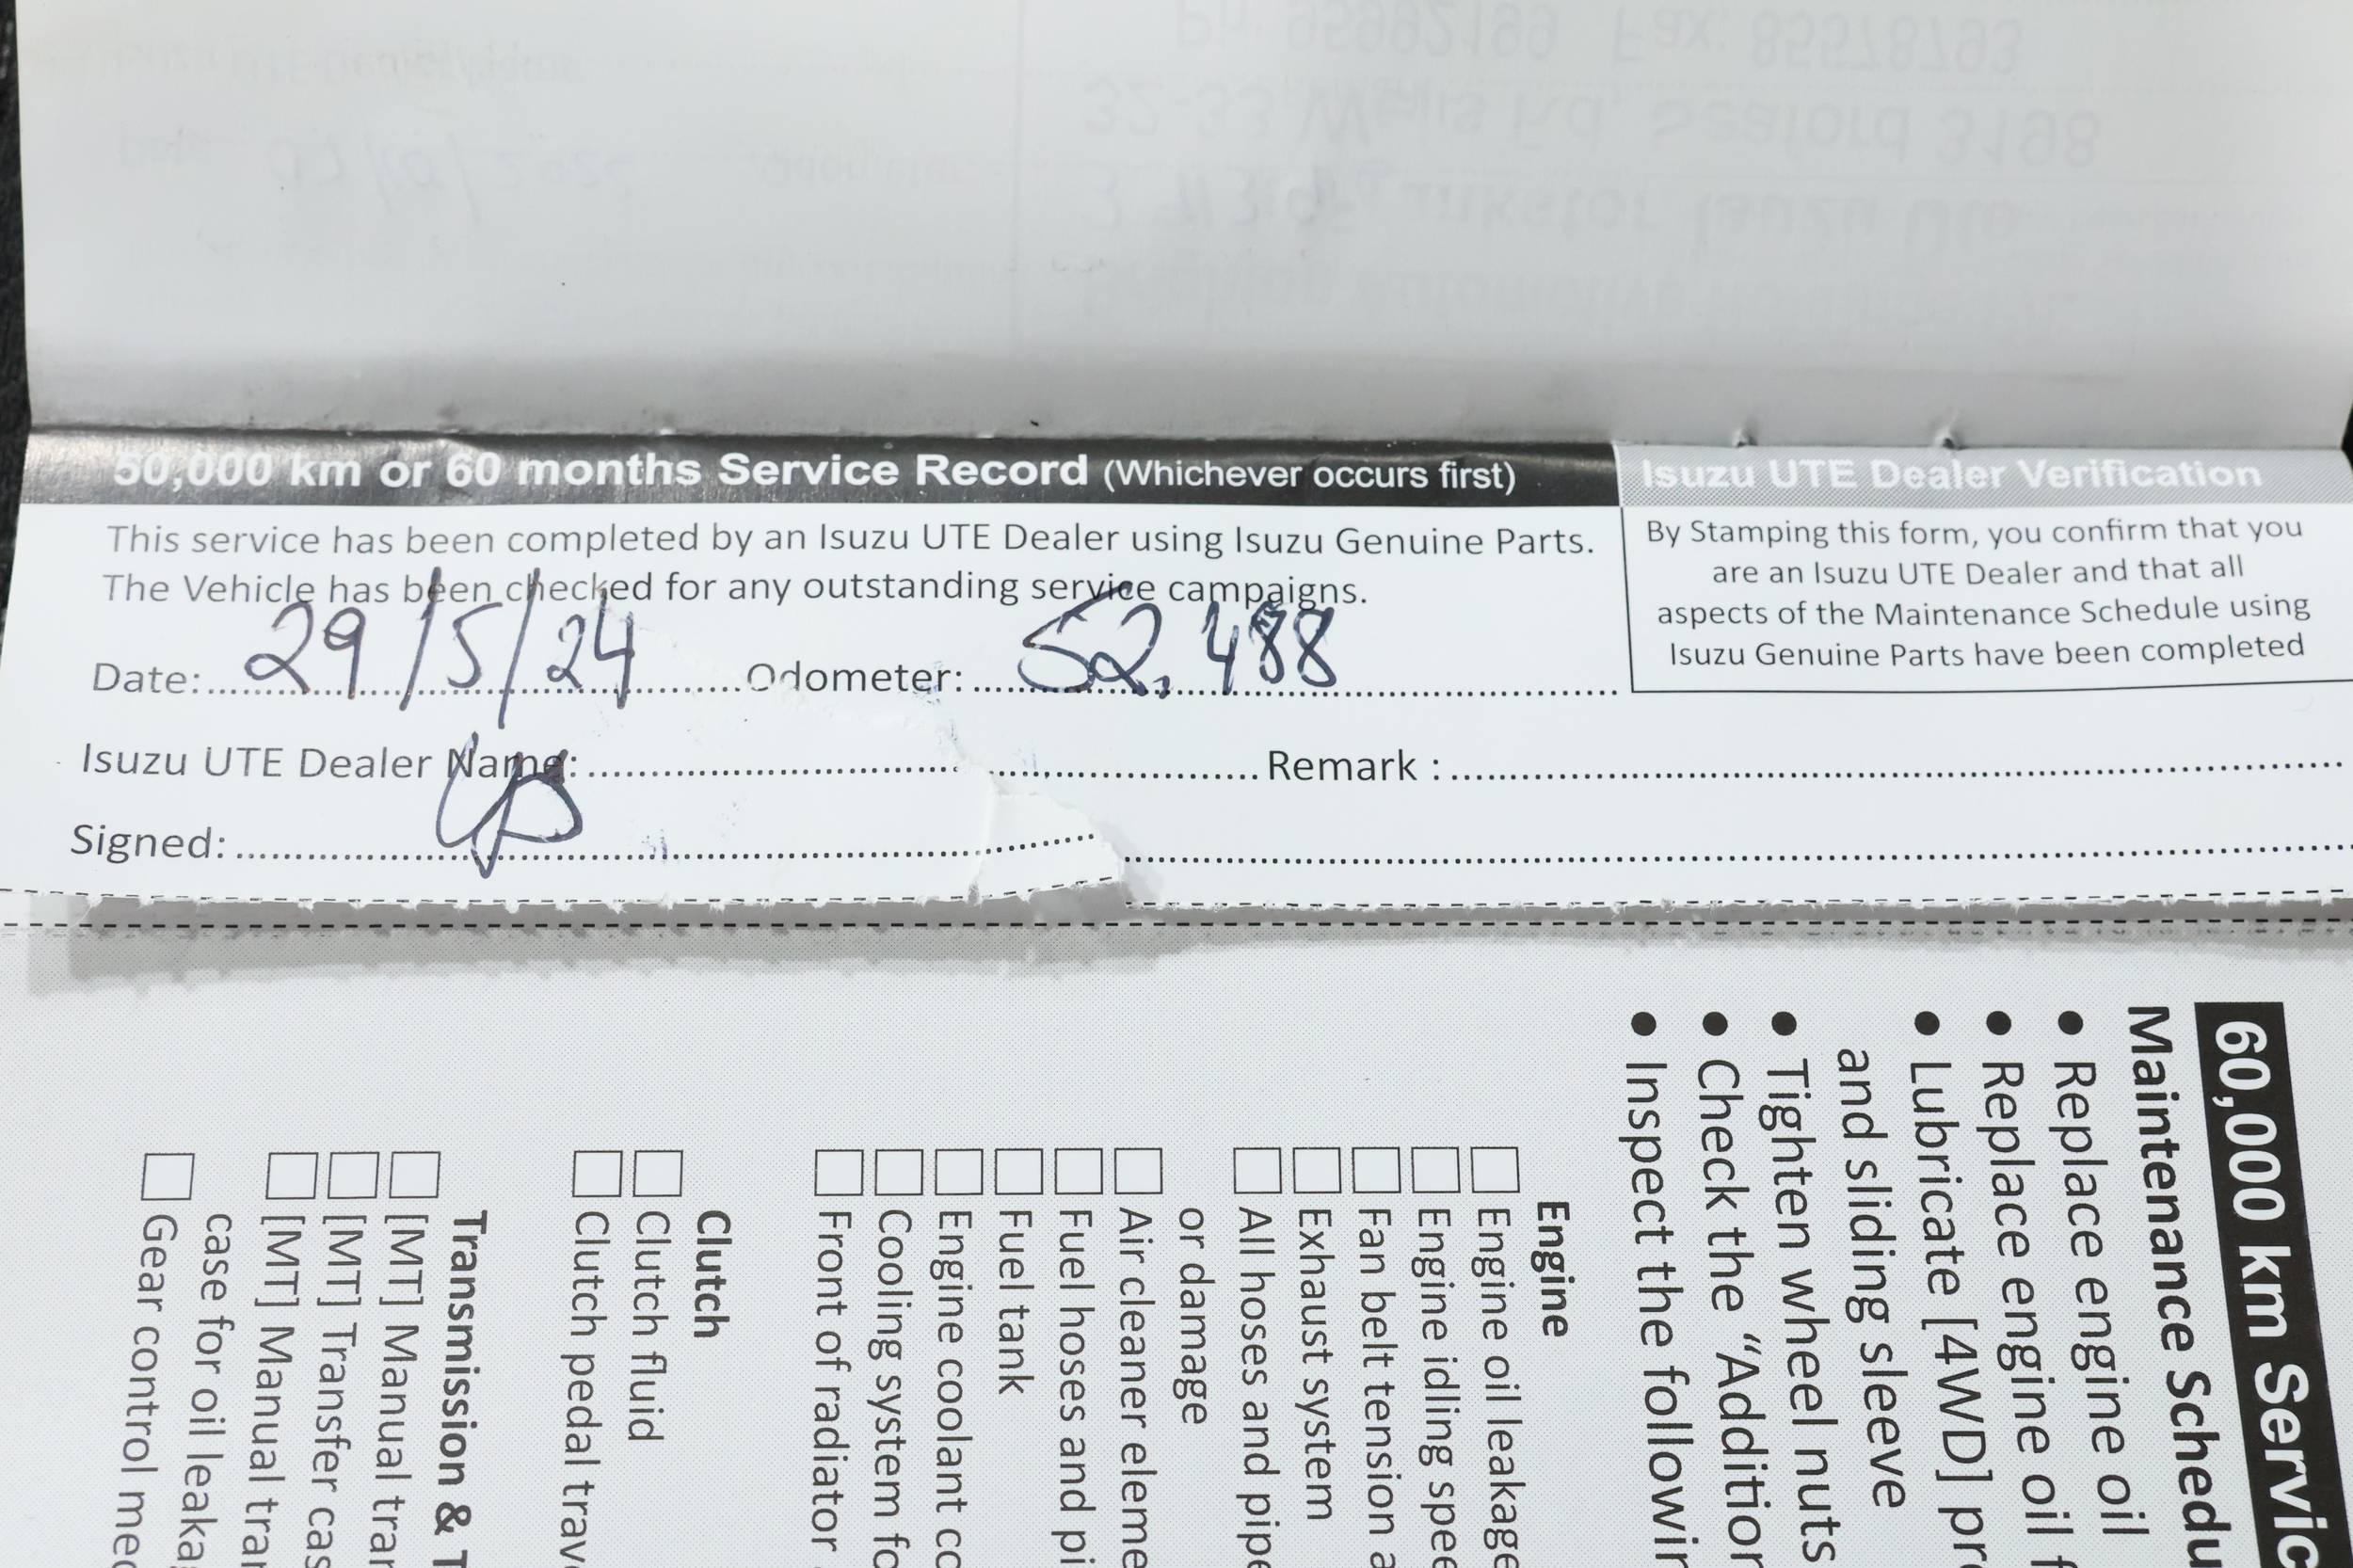 50,000 km or 60 months Service Record (Whichever occurs first)
Isuzu UTE Dealer Verification
This service has been completed by an Isuzu UTE Dealer using Isuzu Genuine Parts.
The Vehicle has been checked for any outstanding service campaigns.
By Stamping this form, you confirm that you
are an Isuzu UTE Dealer and that all
aspects of the Maintenance Schedule using
Isuzu Genuine Parts have been completed
Date: 29/5/24 Odometer: 52,488
Isuzu UTE Dealer Name: Remark :
Signed:
60,000 km Servic
Maintenance Schedu
• Replace engine oil
• Replace engine oil f
• Lubricate [4WD] pr
and sliding sleeve
• Tighten wheel nuts
• Check the "Addition
• Inspect the followin
Engine
Engine oil leakage
Engine idling spee
Fan belt tension a
Exhaust system
All hoses and pipe
or damage
Air cleaner eleme
Fuel hoses and pi
Fuel tank
Engine coolant co
Cooling system fo
Front of radiator
Clutch
Clutch fluid
Clutch pedal trav
Transmission & T
[MT] Manual tran
[MT] Transfer cas
[MT] Manual tran
case for oil leaka
Gear control mec